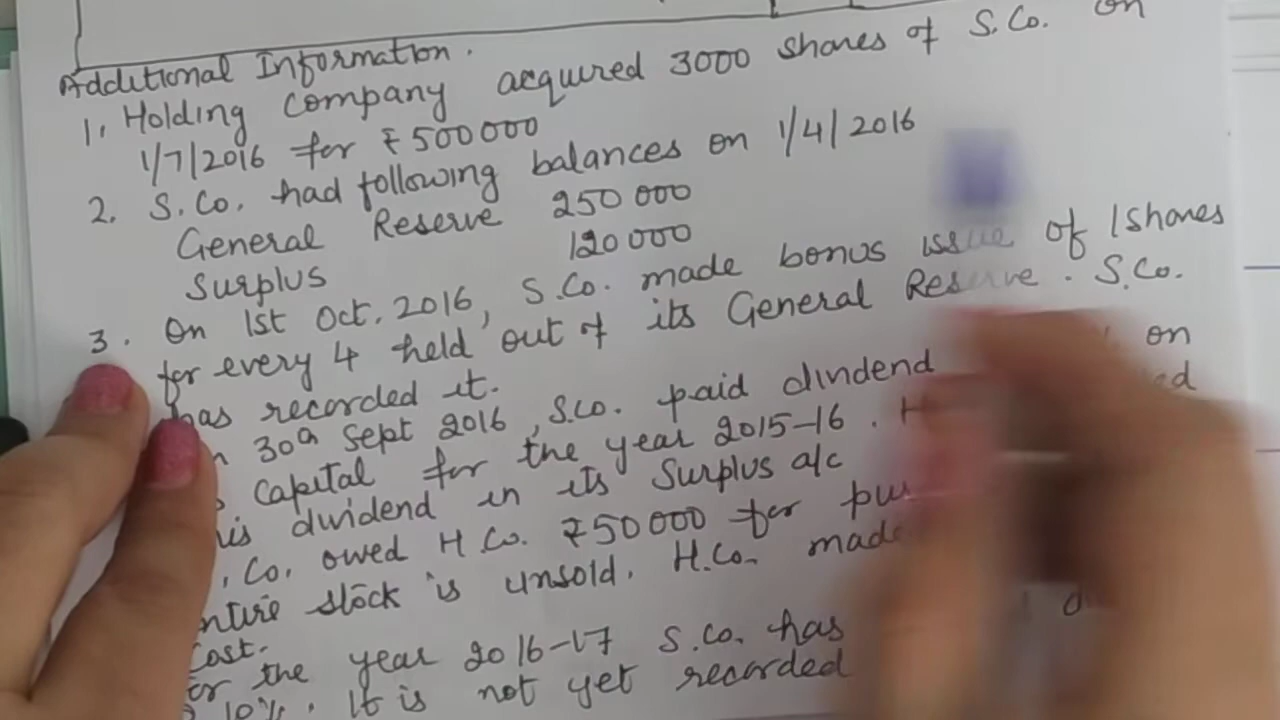 Additional Information.
1. Holding Company acquired 3000 shares of S.Co. on
1/7/2016 for ₹500000
2. S.Co. had following balances on 1/4/2016
General Reserve 250000
Surplus 120000
3. On 1st Oct. 2016, S.Co. made bonus issue of 1shares
for every 4 held out of its General Reserve. S.Co.
has recorded it.
30th Sept 2016, S.Co. paid dividend on
capital for the year 2015-16. H
dividend in its Surplus a/c
Co. owed H.Co. ₹50000 for
stock is unsold. H.Co. made
cost.
the year 2016-17 S.Co. has
10%. It is not yet recorded